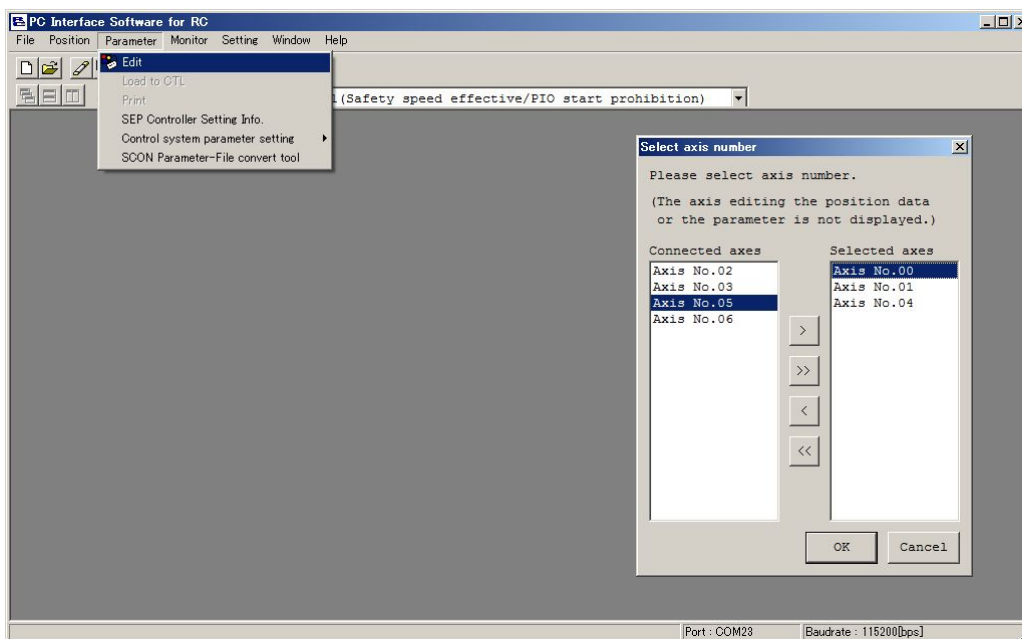 PC Interface Software for RC
File Position Parameter Monitor Setting Window Help
Edit
Load to CTL
Print
SEP Controller Setting Info.
Control system parameter setting
SCON Parameter-File convert tool
(Safety speed effective/PIO start prohibition)
Select axis number
Please select axis number.
(The axis editing the position data
or the parameter is not displayed.)
Connected axes
Axis No.02
Axis No.03
Axis No.05
Axis No.06
>
>>
<
<<
Selected axes
Axis No.00
Axis No.01
Axis No.04
OK Cancel
Port : COM23 Baudrate : 115200[bps]